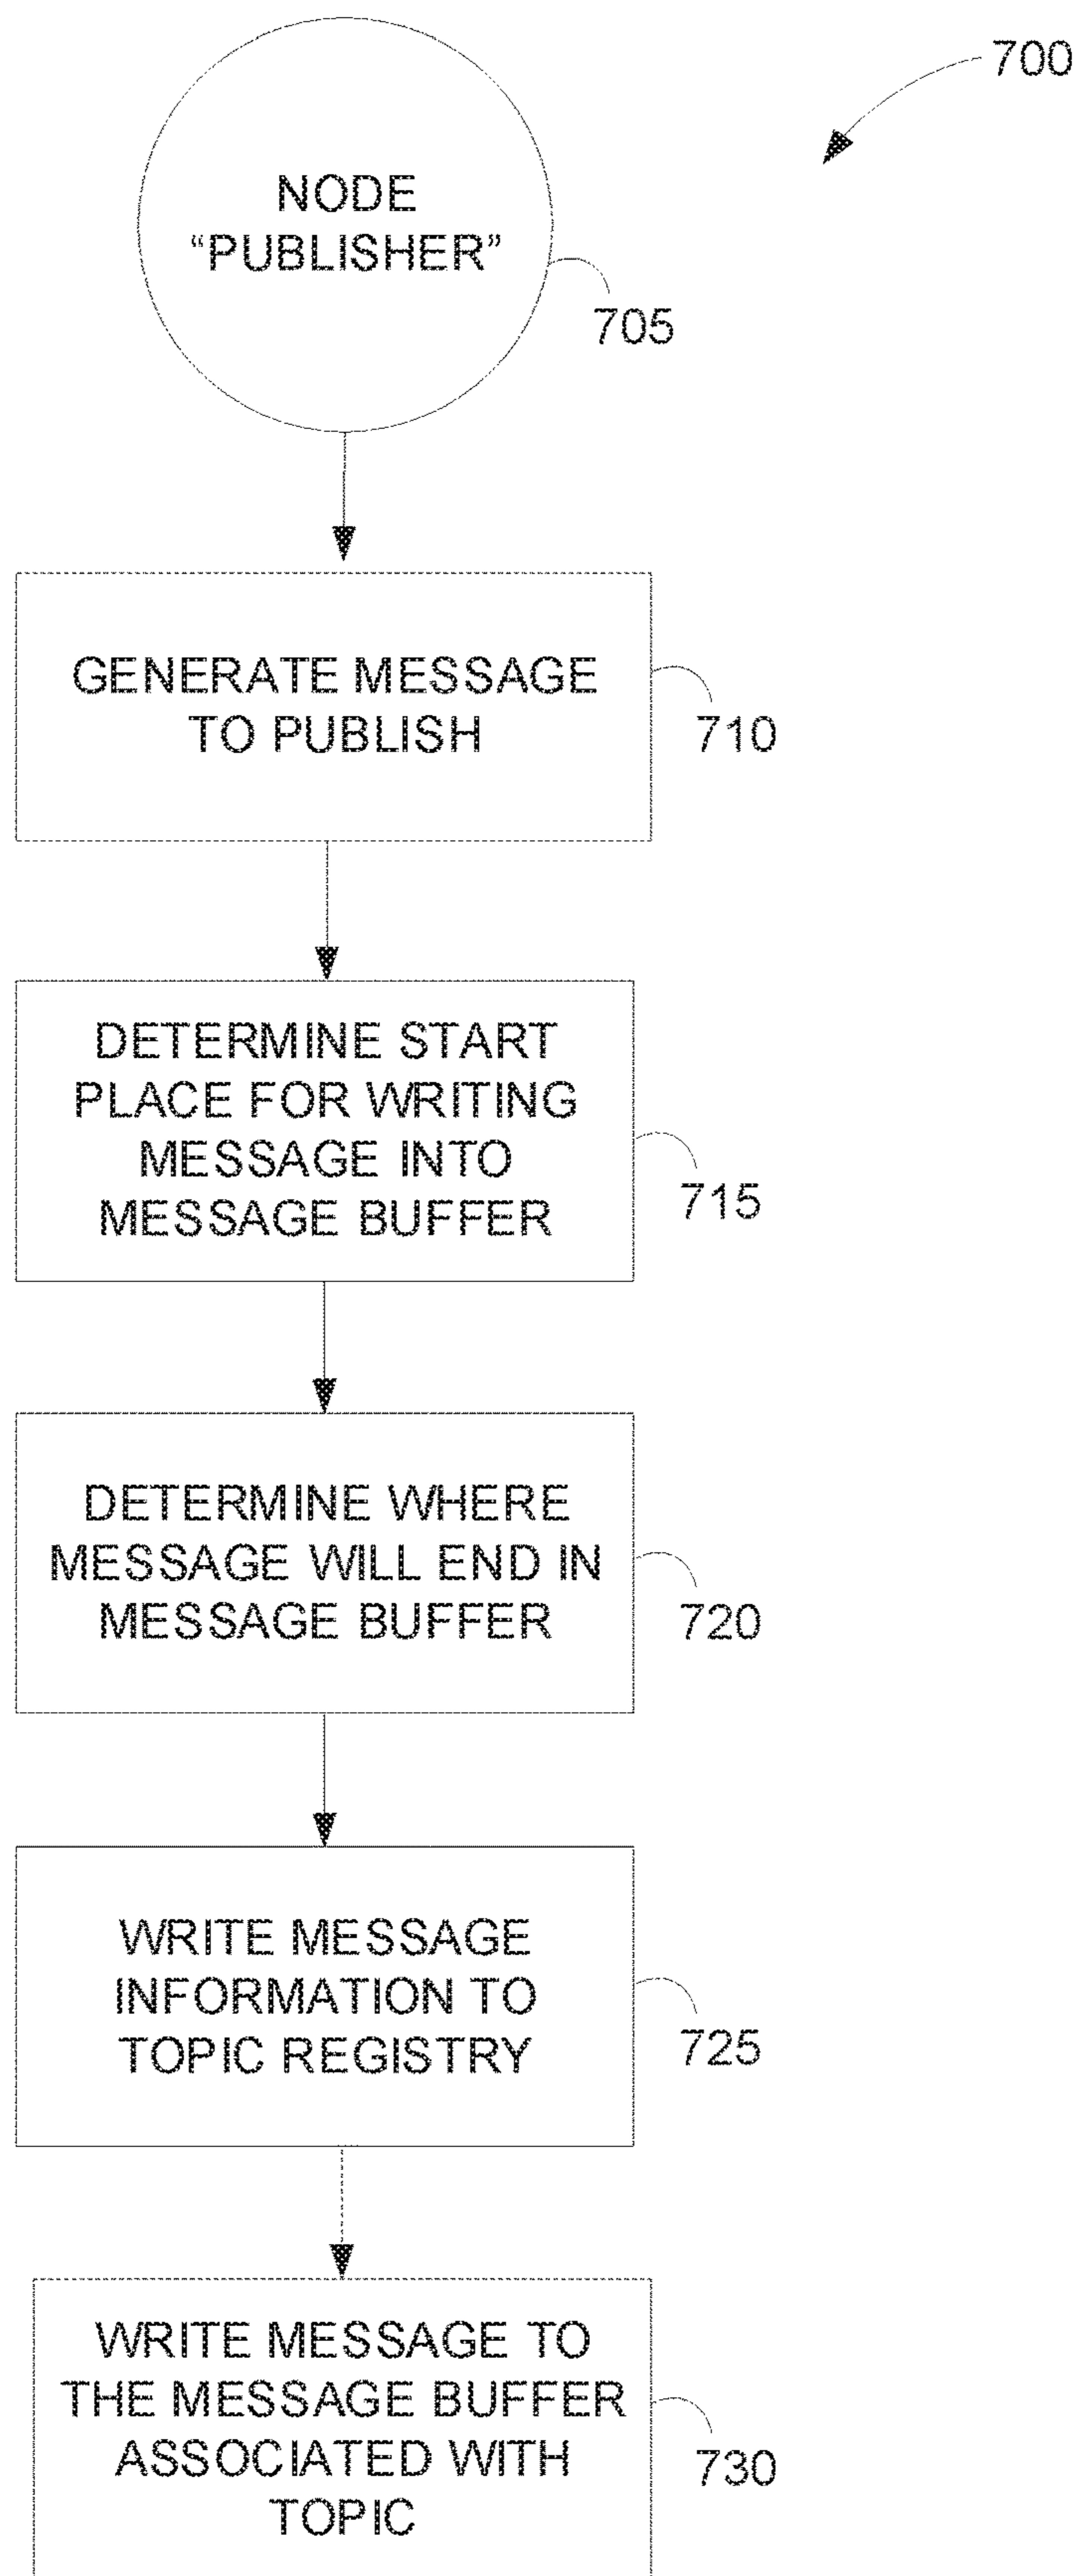 700
NODE
“PUBLISHER”
705
GENERATE MESSAGE
TO PUBLISH
710
DETERMINE START
PLACE FOR WRITING
MESSAGE INTO
MESSAGE BUFFER
715
DETERMINE WHERE
MESSAGE WILL END IN
MESSAGE BUFFER
720
WRITE MESSAGE
INFORMATION TO
TOPIC REGISTRY
725
WRITE MESSAGE TO
THE MESSAGE BUFFER
ASSOCIATED WITH
TOPIC
730